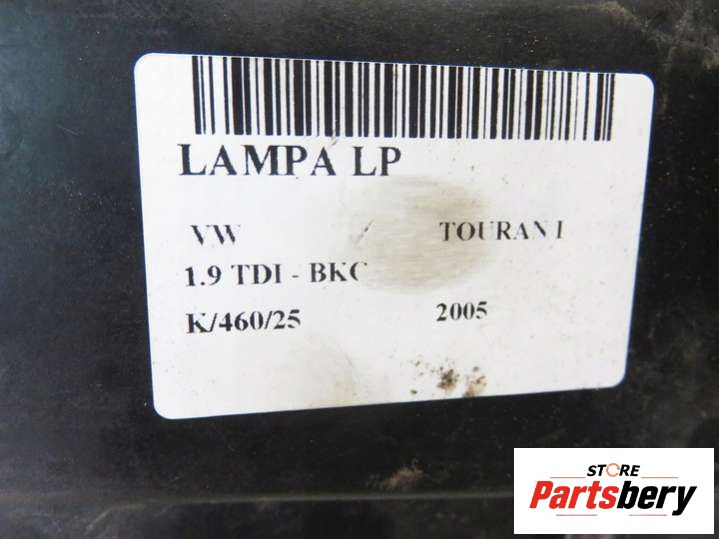 LAMPA LP
VW TOURAN I
1.9 TDI - BKC
K/460/25 2005
STORE
Partsbery